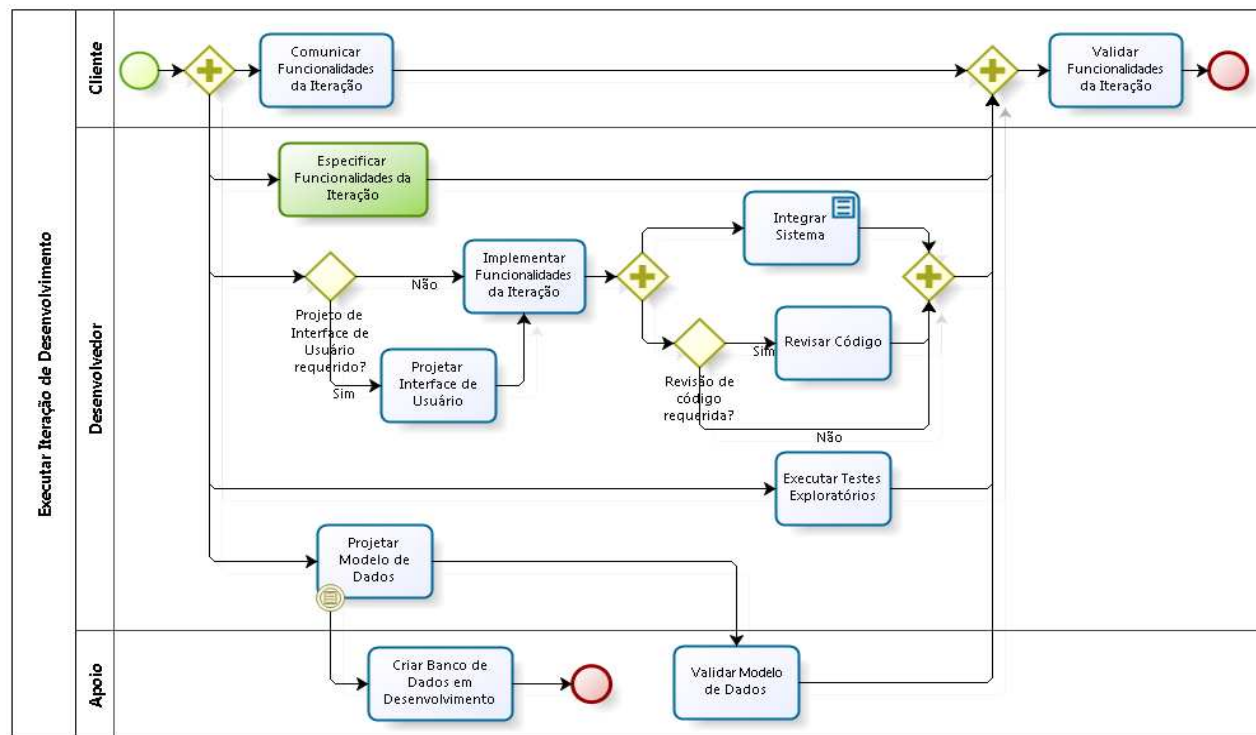 Executar Iteração de Desenvolvimento
Cliente
Comunicar
Funcionalidades
da Iteração
Validar
Funcionalidades
da Iteração
Desenvolvedor
Especificar
Funcionalidades da
Iteração
Projeto de
Interface de
Usuário
requerido?
Não
Sim
Projetar
Interface de
Usuário
Implementar
Funcionalidades
da Iteração
Integrar
Sistema
Revisão de
código
requerida?
Sim
Não
Revisar Código
Executar Testes
Exploratórios
Projetar
Modelo de
Dados
Apoio
Criar Banco de
Dados em
Desenvolvimento
Validar Modelo
de Dados